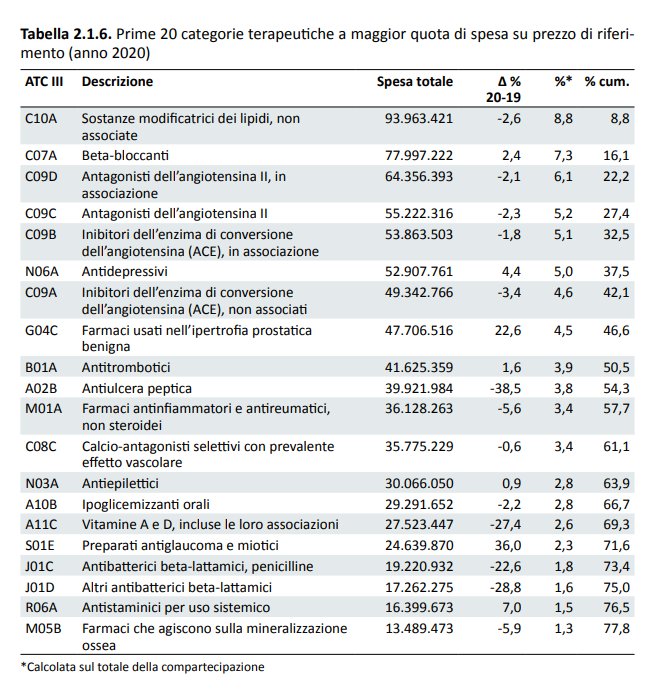 Tabella 2.1.6. Prime 20 categorie terapeutiche a maggior quota di spesa su prezzo di riferi-
mento (anno 2020)
ATC III Descrizione Spesa totale Δ % %* % cum.
20-19
C10A Sostanze modificatrici dei lipidi, non 93.963.421 -2,6 8,8 8,8
associate
C07A Beta-bloccanti 77.997.222 2,4 7,3 16,1
C09D Antagonisti dell’angiotensina II, in 64.356.393 -2,1 6,1 22,2
associazione
C09C Antagonisti dell’angiotensina II 55.222.316 -2,3 5,2 27,4
C09B Inibitori dell’enzima di conversione 53.863.503 -1,8 5,1 32,5
dell’angiotensina (ACE), in associazione
N06A Antidepressivi 52.907.761 4,4 5,0 37,5
C09A Inibitori dell’enzima di conversione 49.342.766 -3,4 4,6 42,1
dell’angiotensina (ACE), non associati
G04C Farmaci usati nell’ipertrofia prostatica 47.706.516 22,6 4,5 46,6
benigna
B01A Antitrombotici 41.625.359 1,6 3,9 50,5
A02B Antiulcera peptica 39.921.984 -38,5 3,8 54,3
M01A Farmaci antinfiammatori e antireumatici, 36.128.263 -5,6 3,4 57,7
non steroidei
C08C Calcio-antagonisti selettivi con prevalente 35.775.229 -0,6 3,4 61,1
effetto vascolare
N03A Antiepilettici 30.066.050 0,9 2,8 63,9
A10B Ipoglicemizzanti orali 29.291.652 -2,2 2,8 66,7
A11C Vitamine A e D, incluse le loro associazioni 27.523.447 -27,4 2,6 69,3
S01E Preparati antiglaucoma e miotici 24.639.870 36,0 2,3 71,6
J01C Antibatterici beta-lattamici, penicilline 19.220.932 -22,6 1,8 73,4
J01D Altri antibatterici beta-lattamici 17.262.275 -28,8 1,6 75,0
R06A Antistaminici per uso sistemico 16.399.673 7,0 1,5 76,5
M05B Farmaci che agiscono sulla mineralizzazione 13.489.473 -5,9 1,3 77,8
ossea
*Calcolata sul totale della compartecipazione